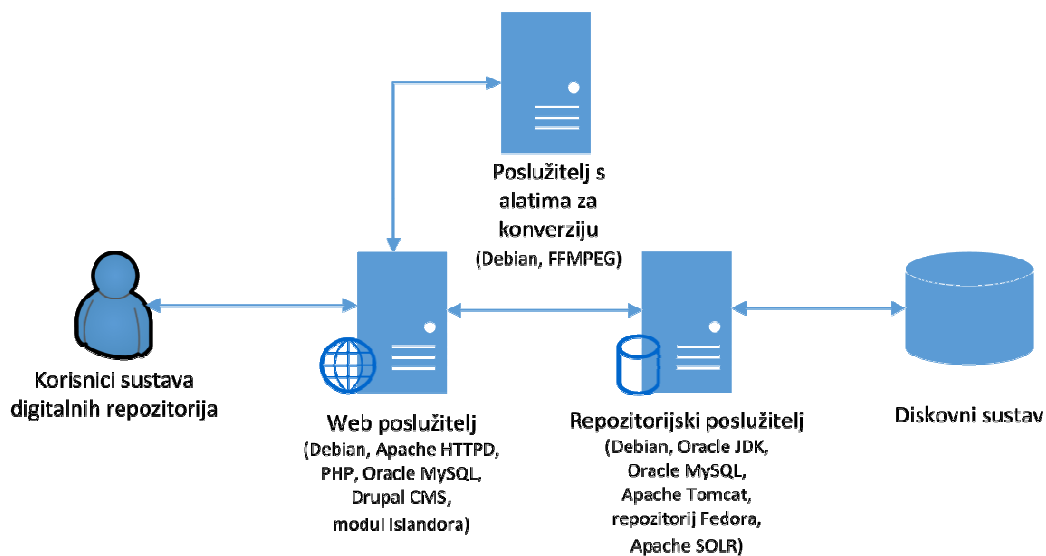 Poslužitelj s
alatima za
konverziju
(Debian, FFMPEG)
Korisnici sustava
digitalnih repozitorija
Web poslužitelj
(Debian, Apache HTTPD,
PHP, Oracle MySQL,
Drupal CMS,
modul Islandora)
Repozitorijski poslužitelj
(Debian, Oracle JDK,
Oracle MySQL,
Apache Tomcat,
repozitorij Fedora,
Apache SOLR)
Diskovni sustav